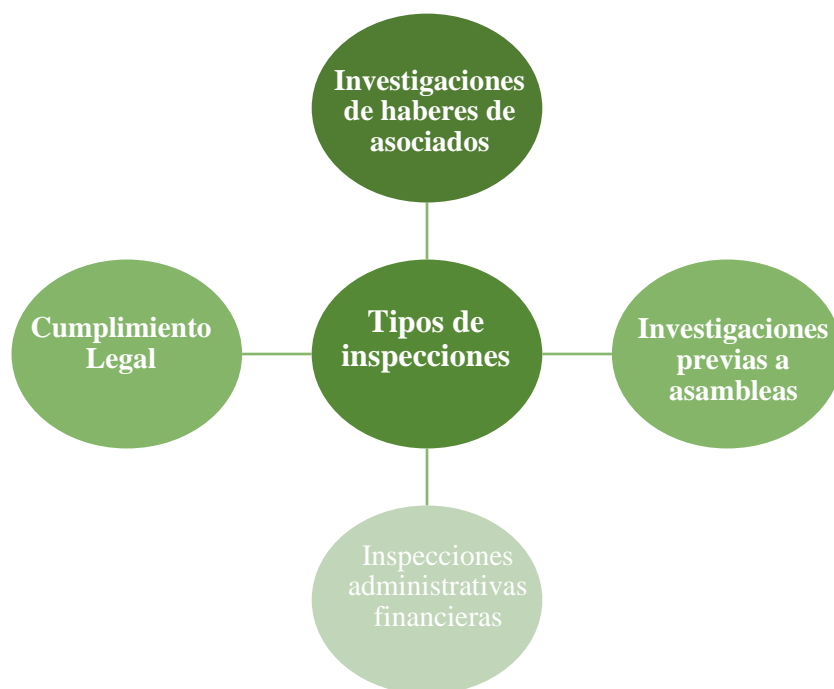 Investigaciones
de haberes de
asociados
Cumplimiento
Legal
Tipos de
inspecciones
Investigaciones
previas a
asambleas
Inspecciones
administrativas
financieras